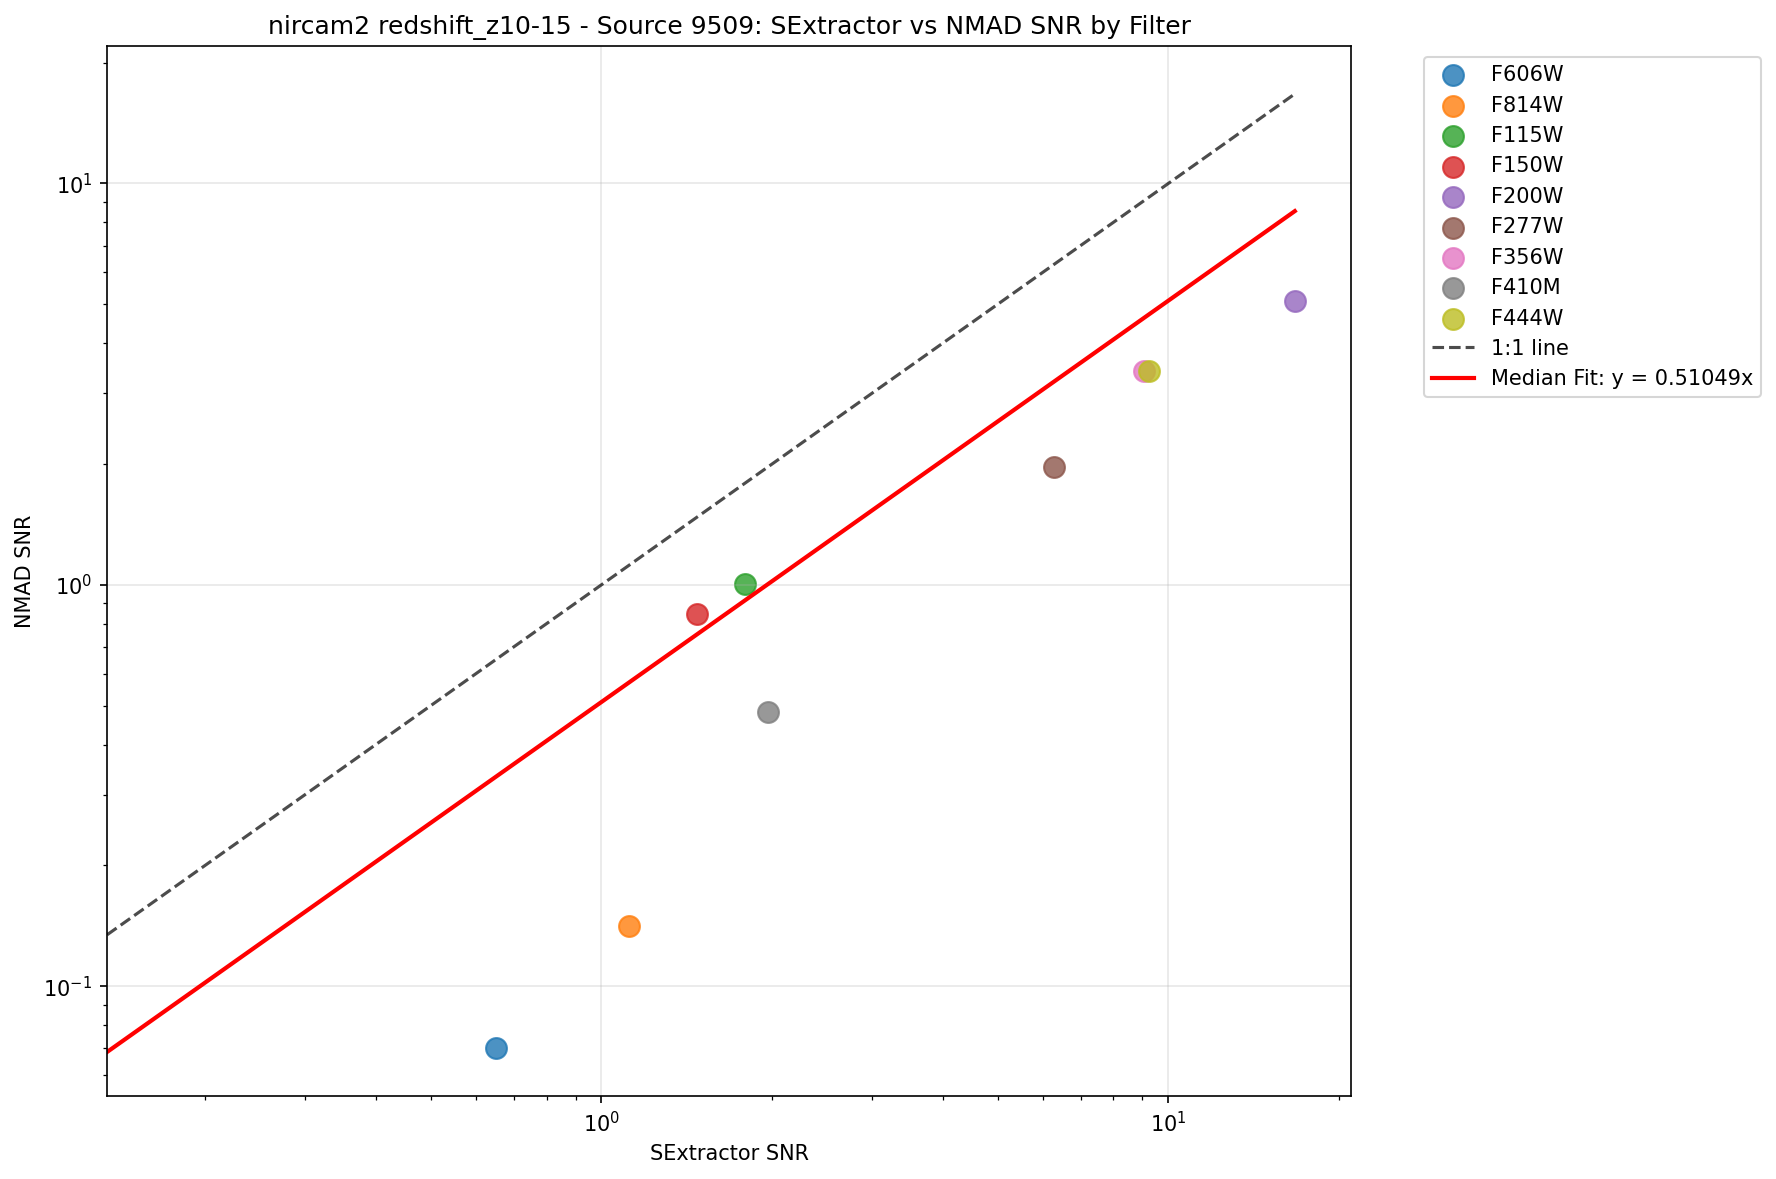 nircam2 redshift_z10-15 - Source 9509: SExtractor vs NMAD SNR by Filter
F606W
F814W
F115W
F150W
F200W
F277W
F356W
F410M
F444W
1:1 line
Median Fit: y = 0.51049x
NMAD SNR
10¹
10⁰
10⁻¹
10⁰
10¹
SExtractor SNR